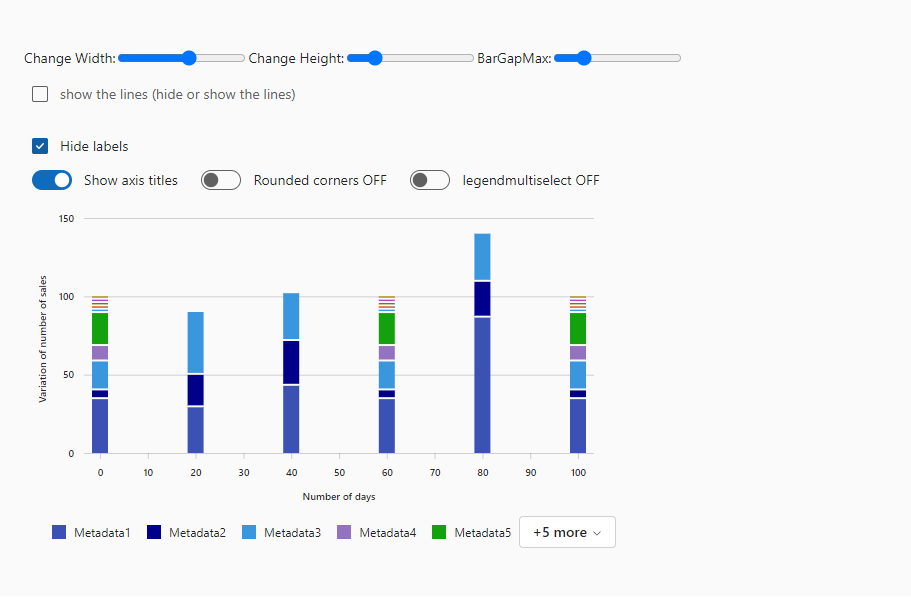 Change Width: Change Height: BarGapMax:
show the lines (hide or show the lines)
Hide labels
Show axis titles Rounded corners OFF legendmultiselect OFF
150
100
50
0
Variation of number of sales
0 10 20 30 40 50 60 70 80 90 100
Number of days
Metadata1 Metadata2 Metadata3 Metadata4 Metadata5 +5 more